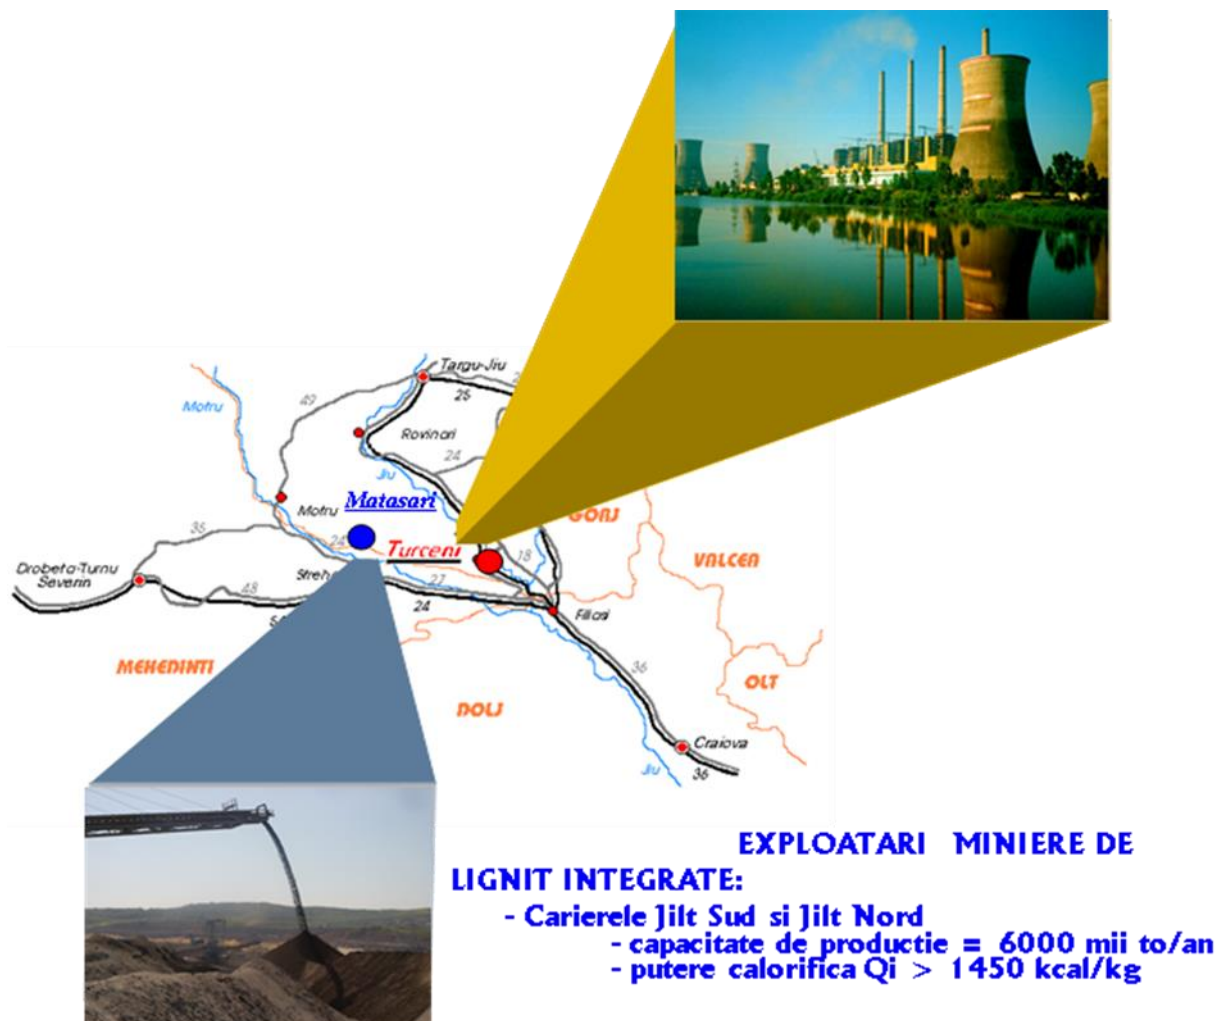 Targu-Jiu
49
25
Motru
Rovinari
24
Jiu
Matasari
Motru
GORJ
35
24
Turceni
18
VALCEA
Drobeta-Turnu
Severin
48
27
24
Filiasi
36
MEHEDINTI
OLT
DOLJ
Craiova
Jiu
36
EXPLOATARI MINIERE DE
LIGNIT INTEGRATE:
- Carierele Jilt Sud si Jilt Nord
- capacitate de productie = 6000 mii to/an
- putere calorifica Qi > 1450 kcal/kg